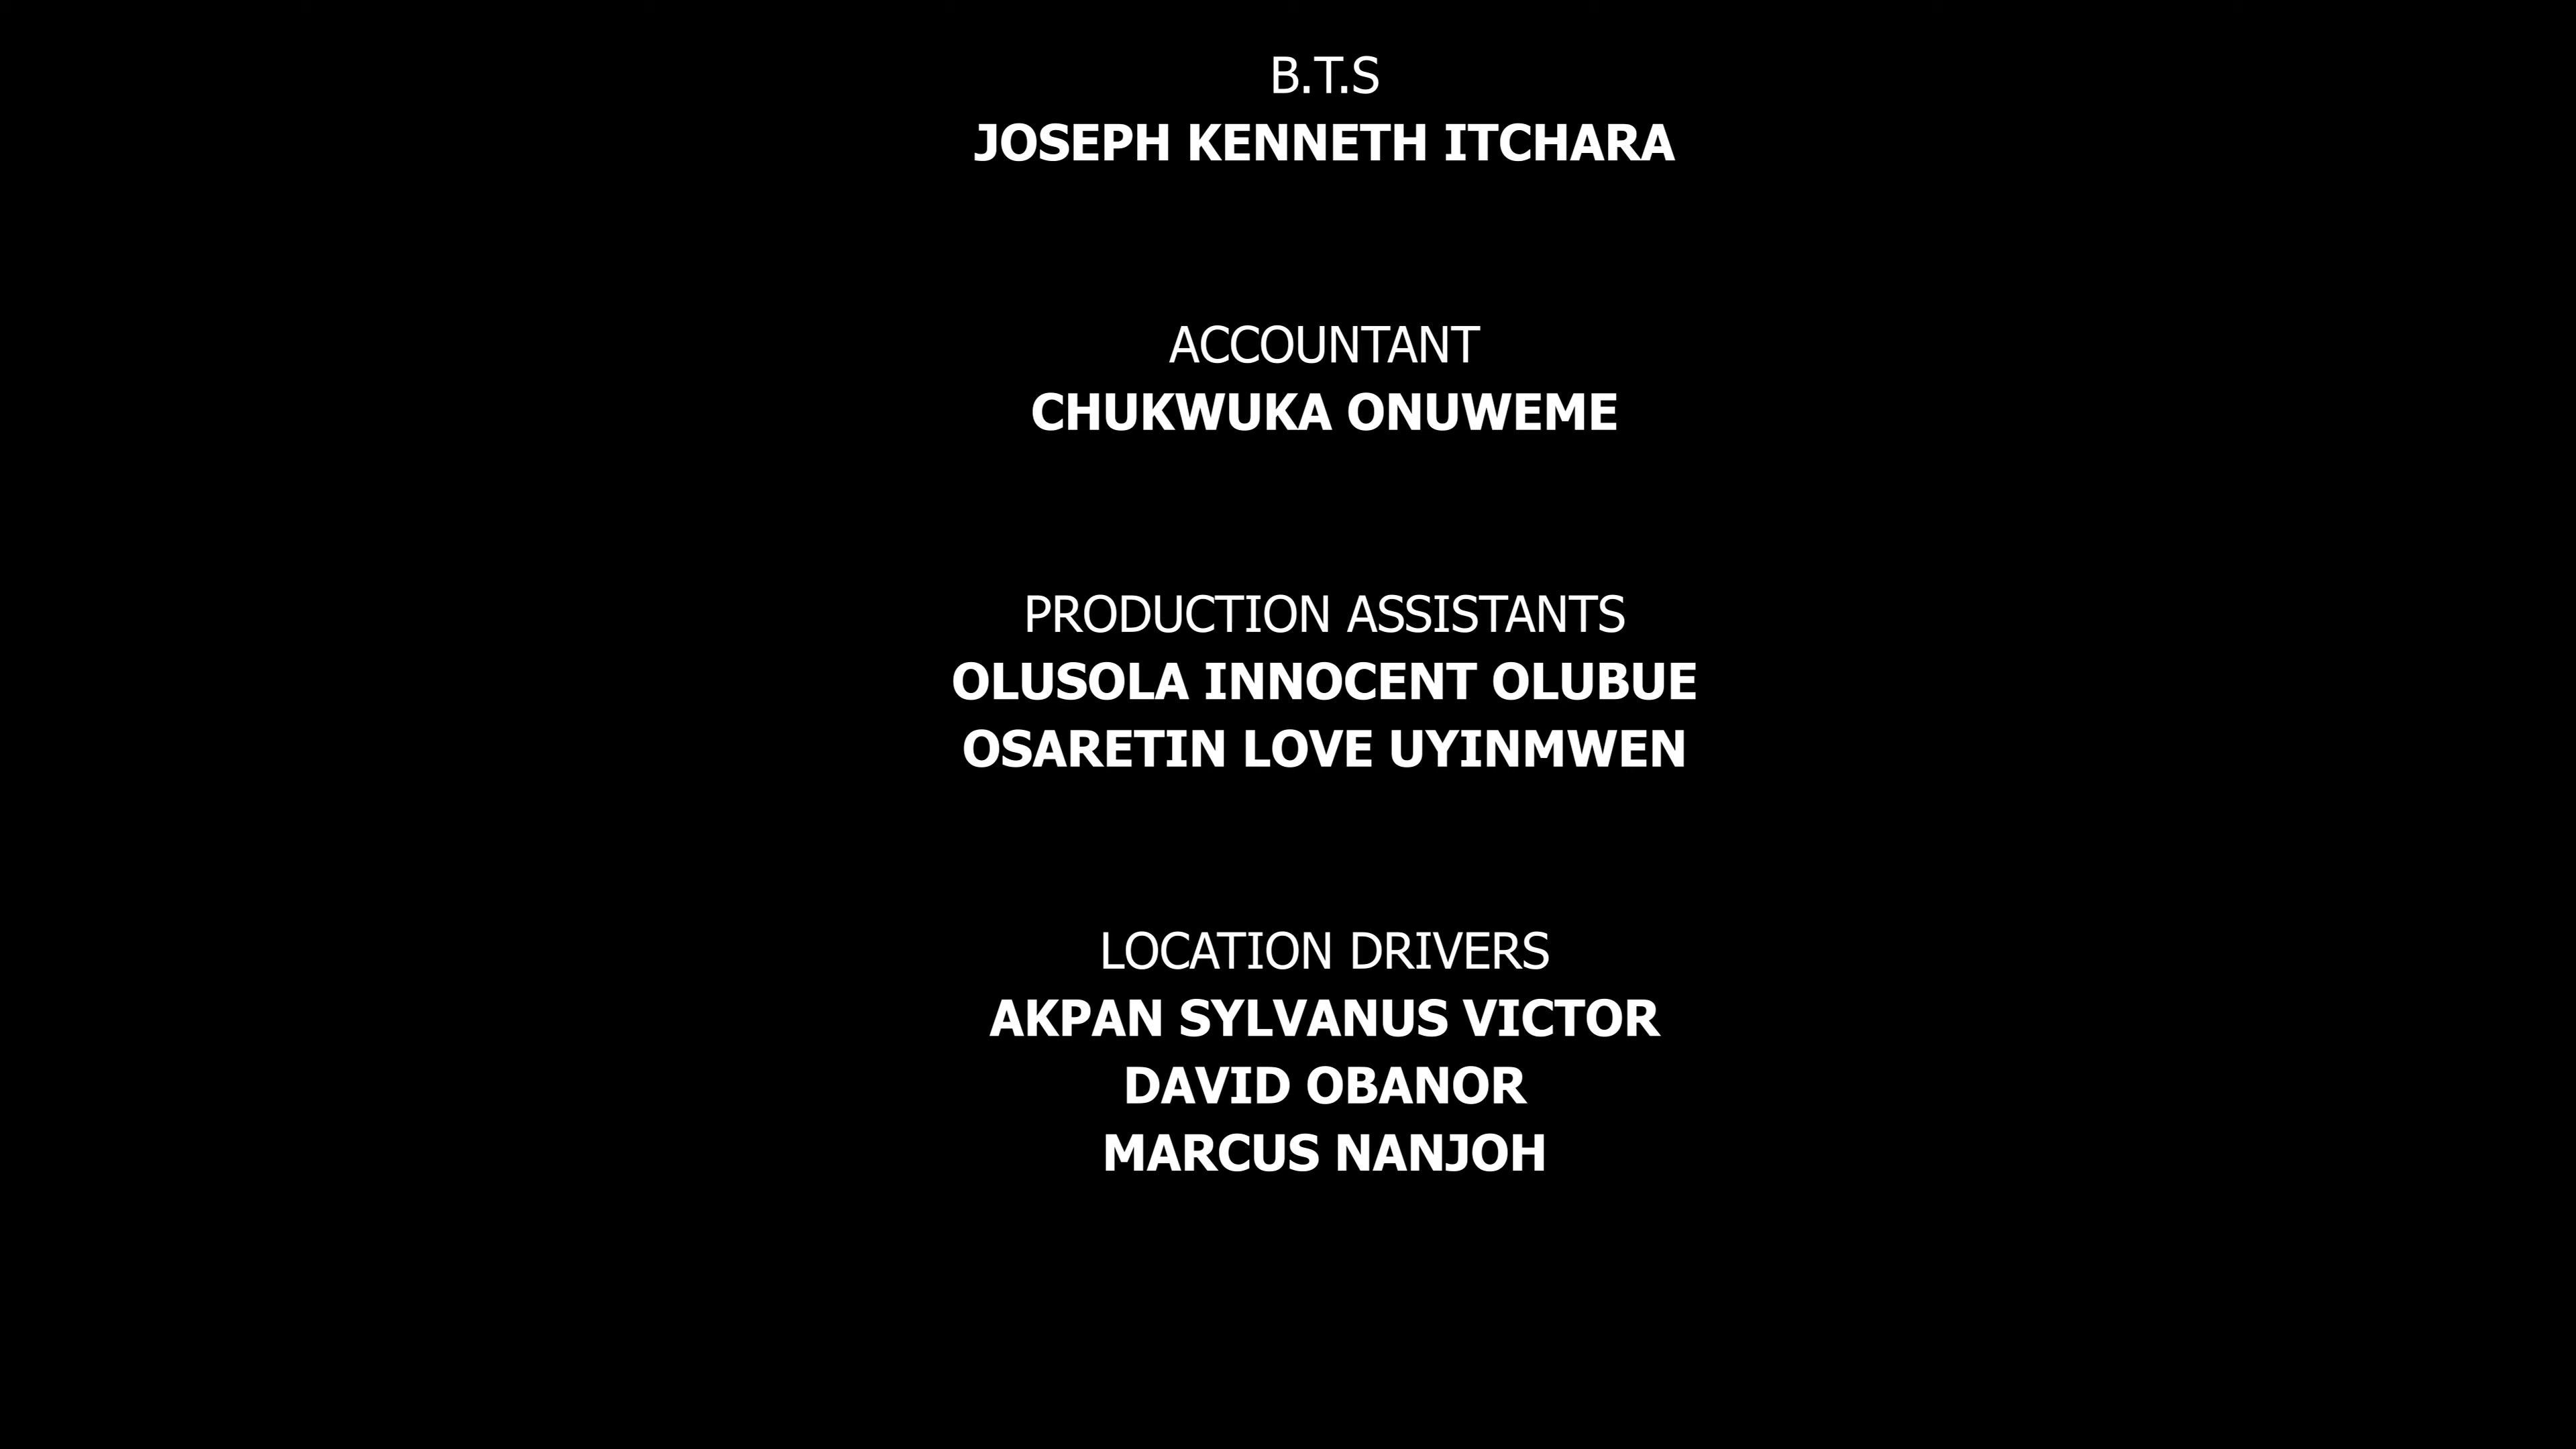 B.T.S
JOSEPH KENNETH ITCHARA
ACCOUNTANT
CHUKWUKA ONUWEME
PRODUCTION ASSISTANTS
OLUSOLA INNOCENT OLUBUE
OSARETIN LOVE UYINMWEN
LOCATION DRIVERS
AKPAN SYLVANUS VICTOR
DAVID OBANOR
MARCUS NANJOH